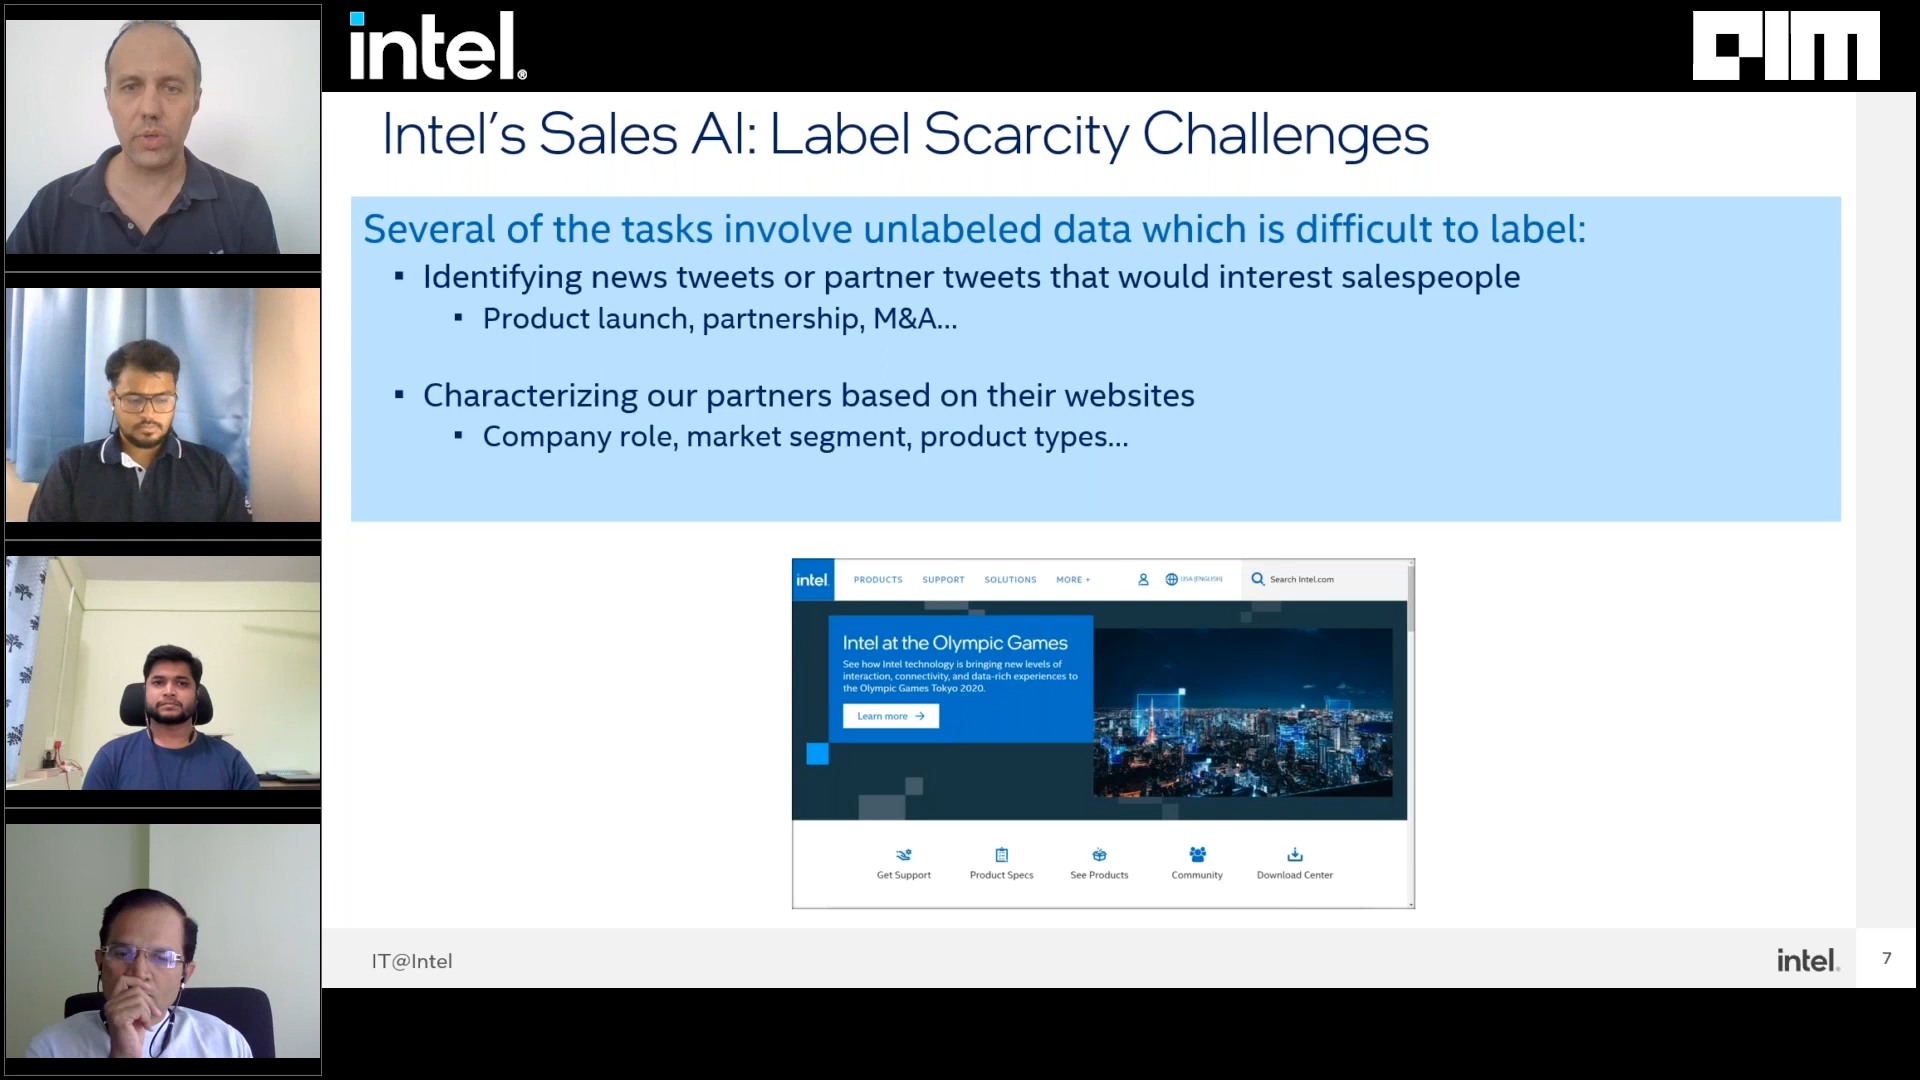 intel®
AIM
Intel's Sales AI: Label Scarcity Challenges
Several of the tasks involve unlabeled data which is difficult to label:
▪ Identifying news tweets or partner tweets that would interest salespeople
▪ Product launch, partnership, M&A...
▪ Characterizing our partners based on their websites
▪ Company role, market segment, product types...
intel PRODUCTS SUPPORT SOLUTIONS MORE + USA (ENGLISH) Search Intel.com
Intel at the Olympic Games
See how Intel technology is bringing new levels of
interaction, connectivity, and data-rich experiences to
the Olympic Games Tokyo 2020.
Learn more →
Get Support Product Specs See Products Community Download Center
IT@Intel
intel.
7